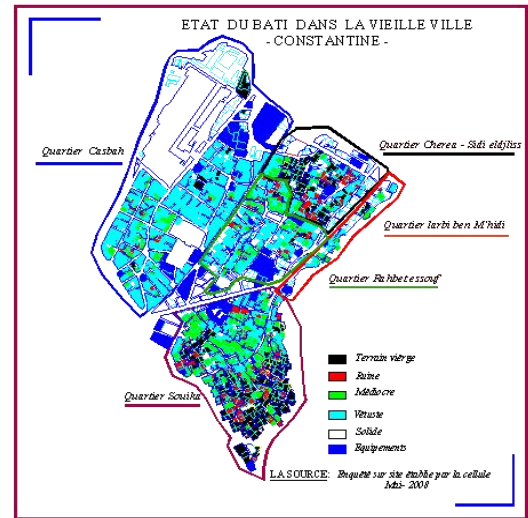 ETAT DU BATI DANS LA VIEILLE VILLE
- CONSTANTINE -
Quartier Casbah
Quartier Cherea - Sidi eldjliss
Quartier larbi ben M'hidi
Quartier Rahbet essouf
Quartier Souika
Terrain viérge
Ruine
Médiocre
Vétuste
Solide
Equipements
LA SOURCE: Enquête sur site établie par la cellule
Mai- 2008